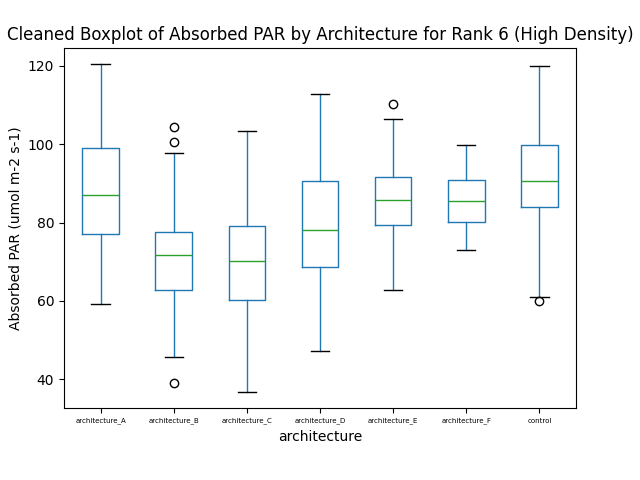 Cleaned Boxplot of Absorbed PAR by Architecture for Rank 6 (High Density)
Absorbed PAR (umol m-2 s-1)
120
100
80
60
40
architecture_A architecture_B architecture_C architecture_D architecture_E architecture_F control
architecture